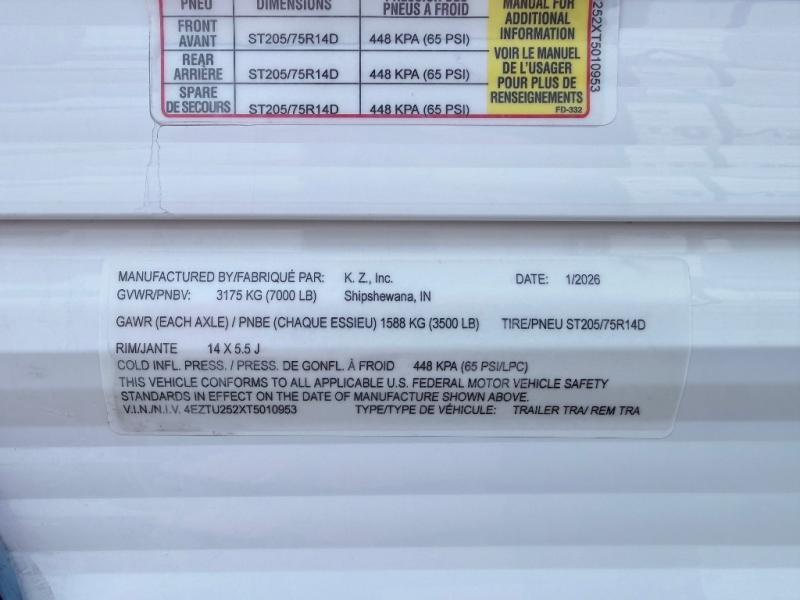 PNEU DIMENSIONS PNEUS A FROID
FRONT
AVANT ST205/75R14D 448 KPA (65 PSI)
REAR
ARRIÈRE ST205/75R14D 448 KPA (65 PSI)
SPARE
DE SECOURS ST205/75R14D 448 KPA (65 PSI)
MANUAL FOR
ADDITIONAL
INFORMATION
VOIR LE MANUEL
DE L'USAGER
POUR PLUS DE
RENSEIGNEMENTS
FD-332
252XT5010953
MANUFACTURED BY/FABRIQUÉ PAR: K. Z., Inc. DATE: 1/2026
GVWR/PNBV: 3175 KG (7000 LB) Shipshewana, IN
GAWR (EACH AXLE) / PNBE (CHAQUE ESSIEU) 1588 KG (3500 LB) TIRE/PNEU ST205/75R14D
RIM/JANTE 14 X 5.5 J
COLD INFL. PRESS. / PRESS. DE GONFL. À FROID 448 KPA (65 PSI/LPC)
THIS VEHICLE CONFORMS TO ALL APPLICABLE U.S. FEDERAL MOTOR VEHICLE SAFETY
STANDARDS IN EFFECT ON THE DATE OF MANUFACTURE SHOWN ABOVE.
V.I.N./N.I.V. 4EZTU252XT5010953 TYPE/TYPE DE VÉHICULE: TRAILER TRA/ REM TRA